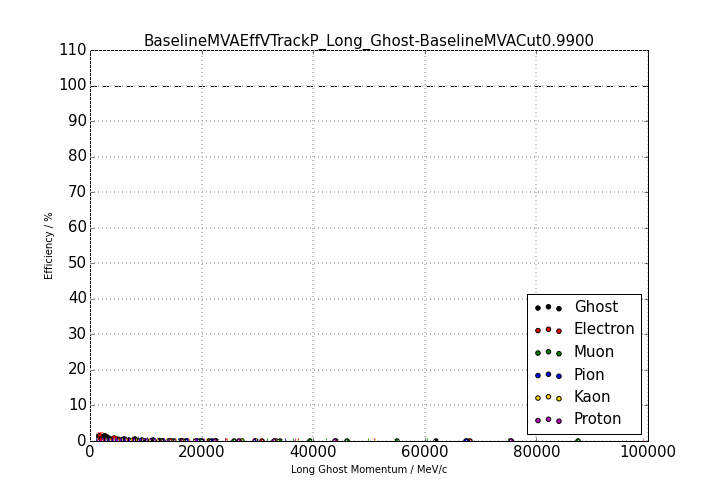 BaselineMVAEffVTrackP_Long_Ghost-BaselineMVACut0.9900
110
100
90
80
70
60
50
40
30
20
10
0
Efficiency / %
Ghost
Electron
Muon
Pion
Kaon
Proton
0 20000 40000 60000 80000 100000
Long Ghost Momentum / MeV/c